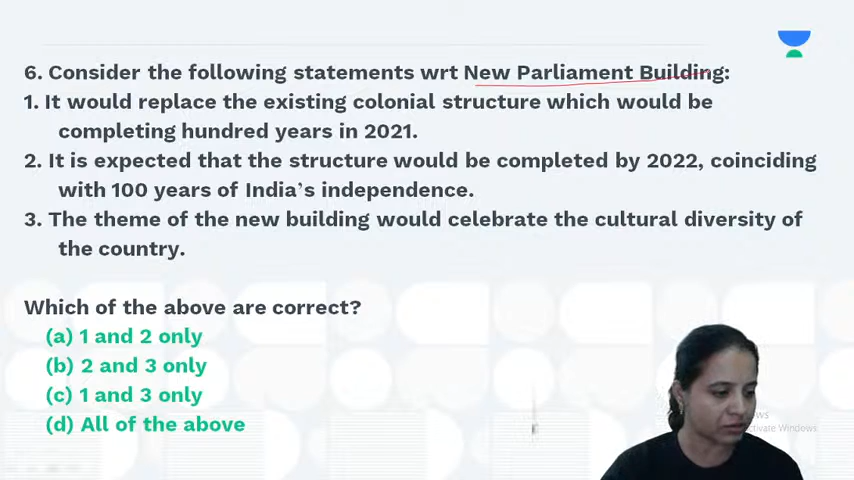 6. Consider the following statements wrt New Parliament Building:
1. It would replace the existing colonial structure which would be
completing hundred years in 2021.
2. It is expected that the structure would be completed by 2022, coinciding
with 100 years of India's independence.
3. The theme of the new building would celebrate the cultural diversity of
the country.
Which of the above are correct?
(a) 1 and 2 only
(b) 2 and 3 only
(c) 1 and 3 only
(d) All of the above